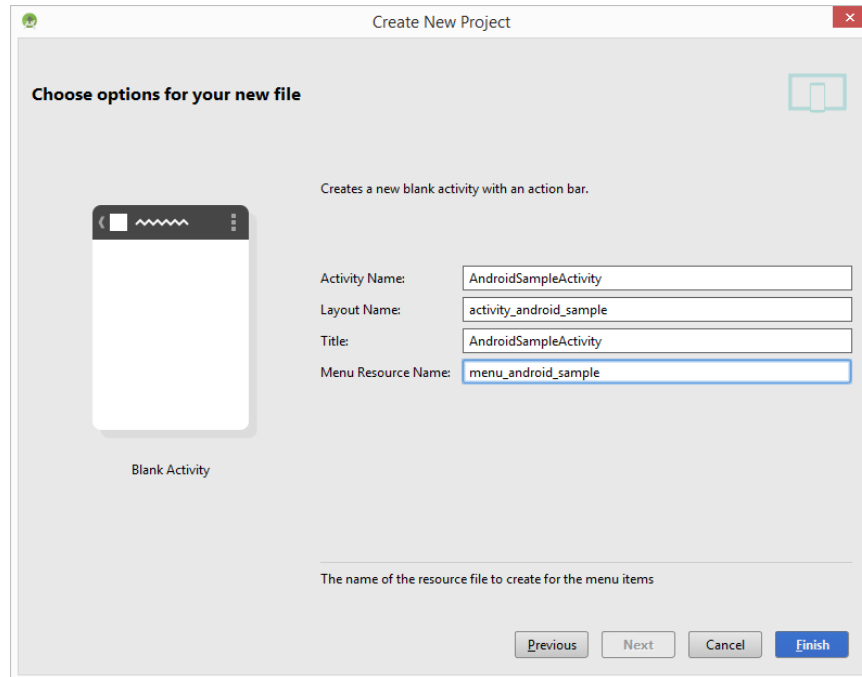 Create New Project
Choose options for your new file
Creates a new blank activity with an action bar.
Activity Name: AndroidSampleActivity
Layout Name: activity_android_sample
Title: AndroidSampleActivity
Menu Resource Name: menu_android_sample
Blank Activity
The name of the resource file to create for the menu items
Previous Next Cancel Finish